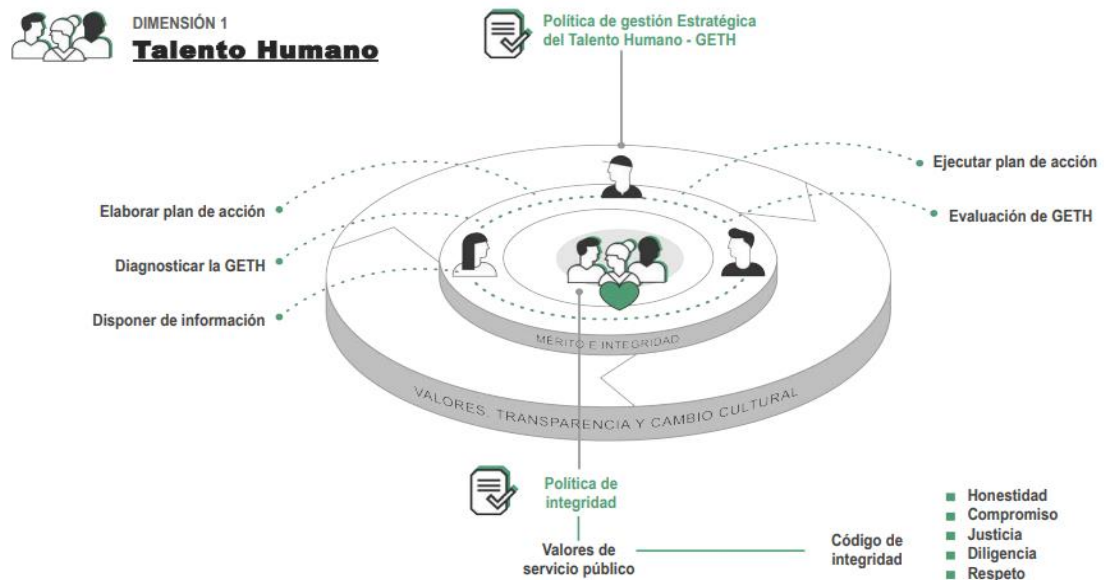 DIMENSIÓN 1
Talento Humano
Política de gestión Estratégica
del Talento Humano - GETH
Elaborar plan de acción
Diagnosticar la GETH
Disponer de información
Ejecutar plan de acción
Evaluación de GETH
MÉRITO E INTEGRIDAD
VALORES, TRANSPARENCIA Y CAMBIO CULTURAL
Política de
integridad
Valores de
servicio público
Código de
integridad
Honestidad
Compromiso
Justicia
Diligencia
Respeto